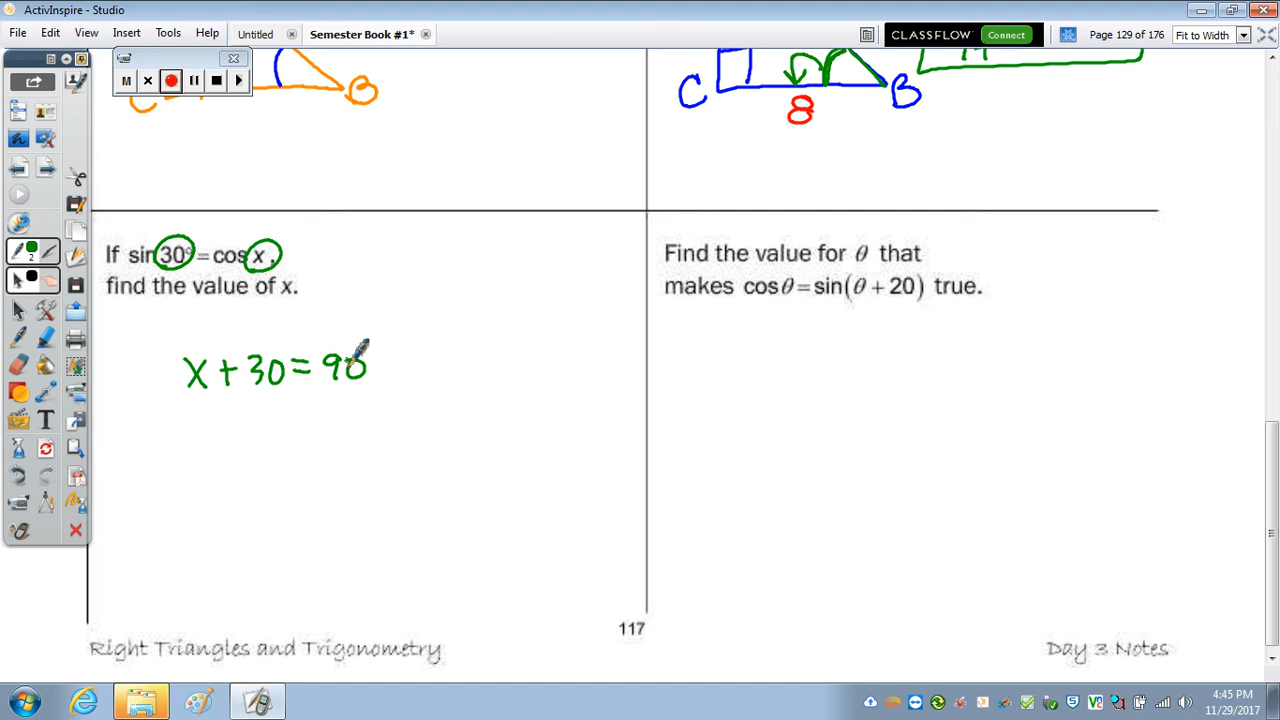 ActivInspire - Studio
File Edit View Insert Tools Help
Untitled
Semester Book #1*
CLASSFLOW Connect
Page 129 of 176
Fit to Width
M
C B
C 8 B
If sin 30° = cos x,
find the value of x.
x + 30 = 90
Find the value for θ that
makes cosθ = sin(θ + 20) true.
2
T
117
Right Triangles and Trigonometry
Day 3 Notes
4:45 PM
11/29/2017